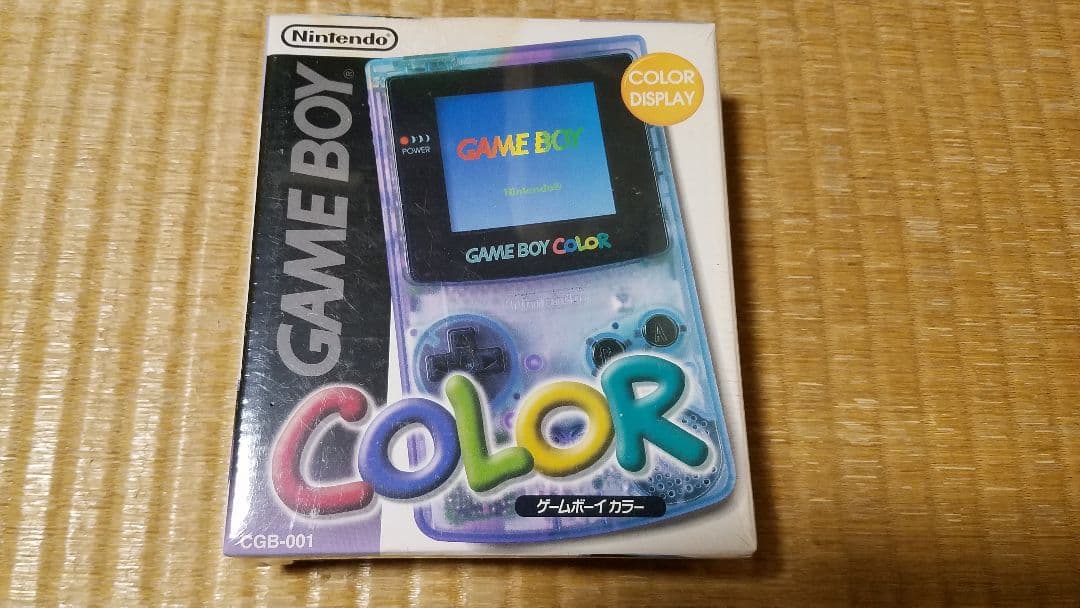 Nintendo®
GAME BOY®
COLOR
DISPLAY
POWER
GAME BOY
Nintendo®
GAME BOY COLOR
A
COLOR
ゲームボーイカラー
CGB-001